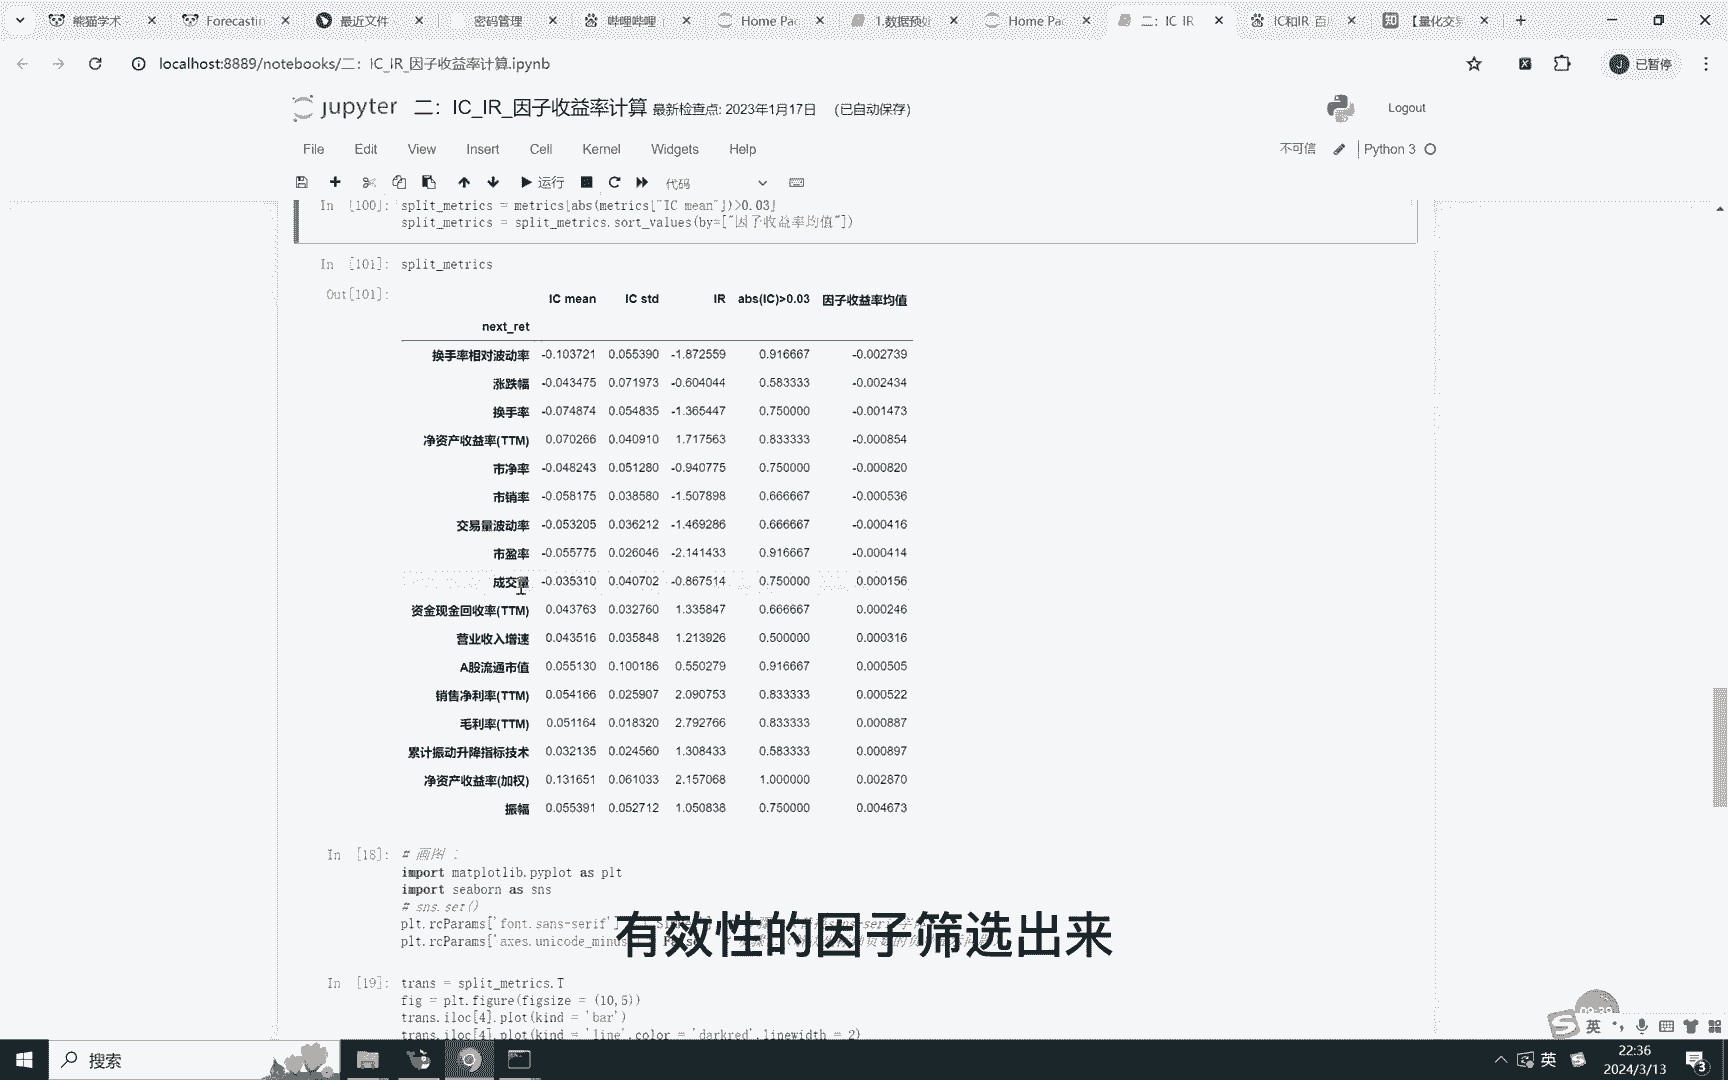 熊猫学术
Forecastin
最近文件
密码管理
哔哩哔哩
Home Pac
1.数据预处
Home Pac
二：IC_IR_
IC和IR_百
【量化交易
localhost:8889/notebooks/二：IC_IR_因子收益率计算.ipynb
已暂停
jupyter 二：IC_IR_因子收益率计算 最新检查点: 2023年1月17日 (已自动保存)
Logout
File Edit View Insert Cell Kernel Widgets Help
不可信 Python 3
运行 代码
In [100]: split_metrics = metrics[abs(metrics["IC mean"])>0.03]
split_metrics = split_metrics.sort_values(by=["因子收益率均值"])
In [101]: split_metrics
Out[101]:
IC mean IC std IR abs(IC)>0.03 因子收益率均值
next_ret
换手率相对波动率 -0.103721 0.055390 -1.872559 0.916667 -0.002739
涨跌幅 -0.043475 0.071973 -0.604044 0.583333 -0.002434
换手率 -0.074874 0.054835 -1.365447 0.750000 -0.001473
净资产收益率(TTM) 0.070266 0.040910 1.717563 0.833333 -0.000854
市净率 -0.048243 0.051280 -0.940775 0.750000 -0.000820
市销率 -0.058175 0.038580 -1.507898 0.666667 -0.000536
交易量波动率 -0.053205 0.036212 -1.469286 0.666667 -0.000416
市盈率 -0.055775 0.026046 -2.141433 0.916667 -0.000414
成交量 -0.035310 0.040702 -0.867514 0.750000 0.000156
资金现金回收率(TTM) 0.043763 0.032760 1.335847 0.666667 0.000246
营业收入增速 0.043516 0.035848 1.213926 0.500000 0.000316
A股流通市值 0.055130 0.100186 0.550279 0.916667 0.000505
销售净利率(TTM) 0.054166 0.025907 2.090753 0.833333 0.000522
毛利率(TTM) 0.051164 0.018320 2.792766 0.833333 0.000887
累计振动升降指标技术 0.032135 0.024560 1.308433 0.583333 0.000897
净资产收益率(加权) 0.131651 0.061033 2.157068 1.000000 0.002870
振幅 0.055391 0.052712 1.050838 0.750000 0.004673
In [18]: # 画图 :
import matplotlib.pyplot as plt
import seaborn as sns
# sns.set()
plt.rcParams['font.sans-serif']
plt.rcParams['axes.unicode_minus
有效性的因子筛选出来
In [19]: trans = split_metrics.T
fig = plt.figure(figsize = (10,5))
trans.iloc[4].plot(kind = 'bar')
trans.iloc[4].plot(kind = 'line',color = 'darkred',linewidth = 2)
英
搜索
英
22:36
2024/3/13
3